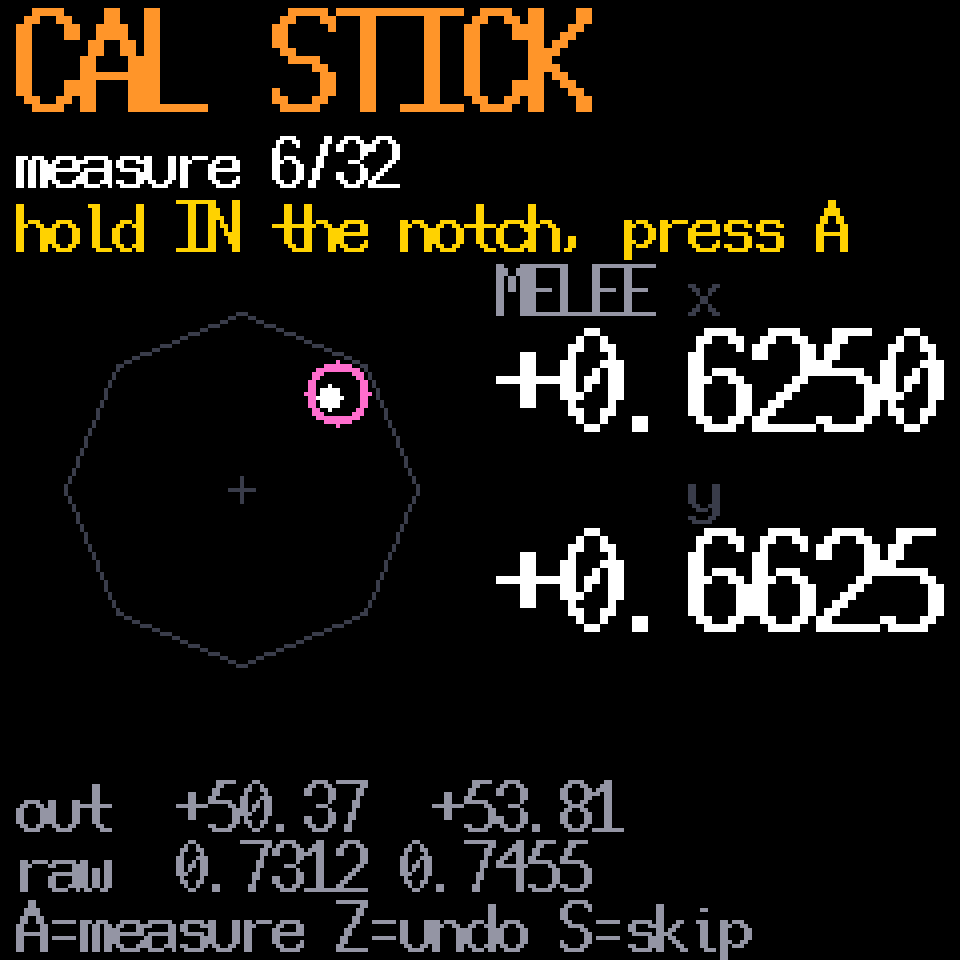 CAL STICK
measure 6/32
hold IN the notch, press A
MELEE x
+0.6250
y
+0.6625
out +50.37 +53.81
raw 0.7312 0.7455
A=measure Z=undo S=skip